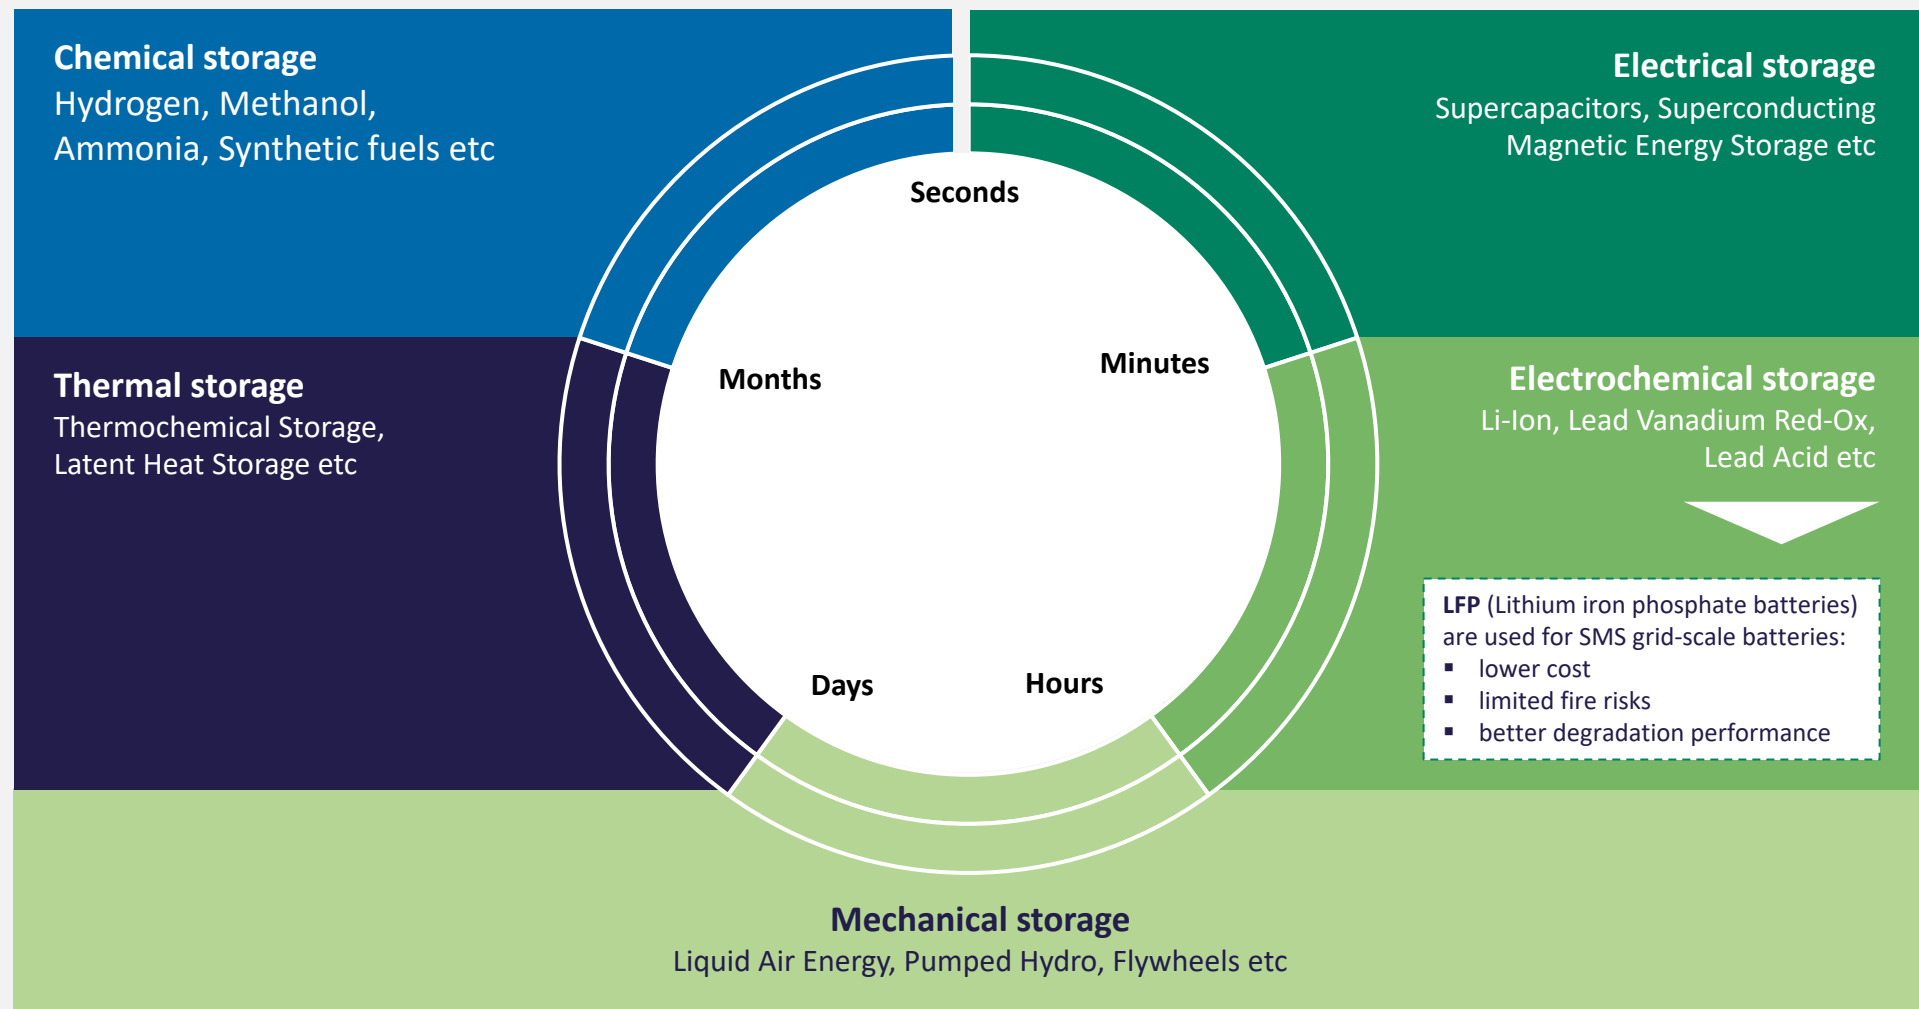 Chemical storage
Hydrogen, Methanol,
Ammonia, Synthetic fuels etc
Electrical storage
Supercapacitors, Superconducting
Magnetic Energy Storage etc
Seconds
Minutes
Months
Thermal storage
Thermochemical Storage,
Latent Heat Storage etc
Electrochemical storage
Li-Ion, Lead Vanadium Red-Ox,
Lead Acid etc
LFP (Lithium iron phosphate batteries)
are used for SMS grid-scale batteries:
▪ lower cost
▪ limited fire risks
▪ better degradation performance
Days
Hours
Mechanical storage
Liquid Air Energy, Pumped Hydro, Flywheels etc